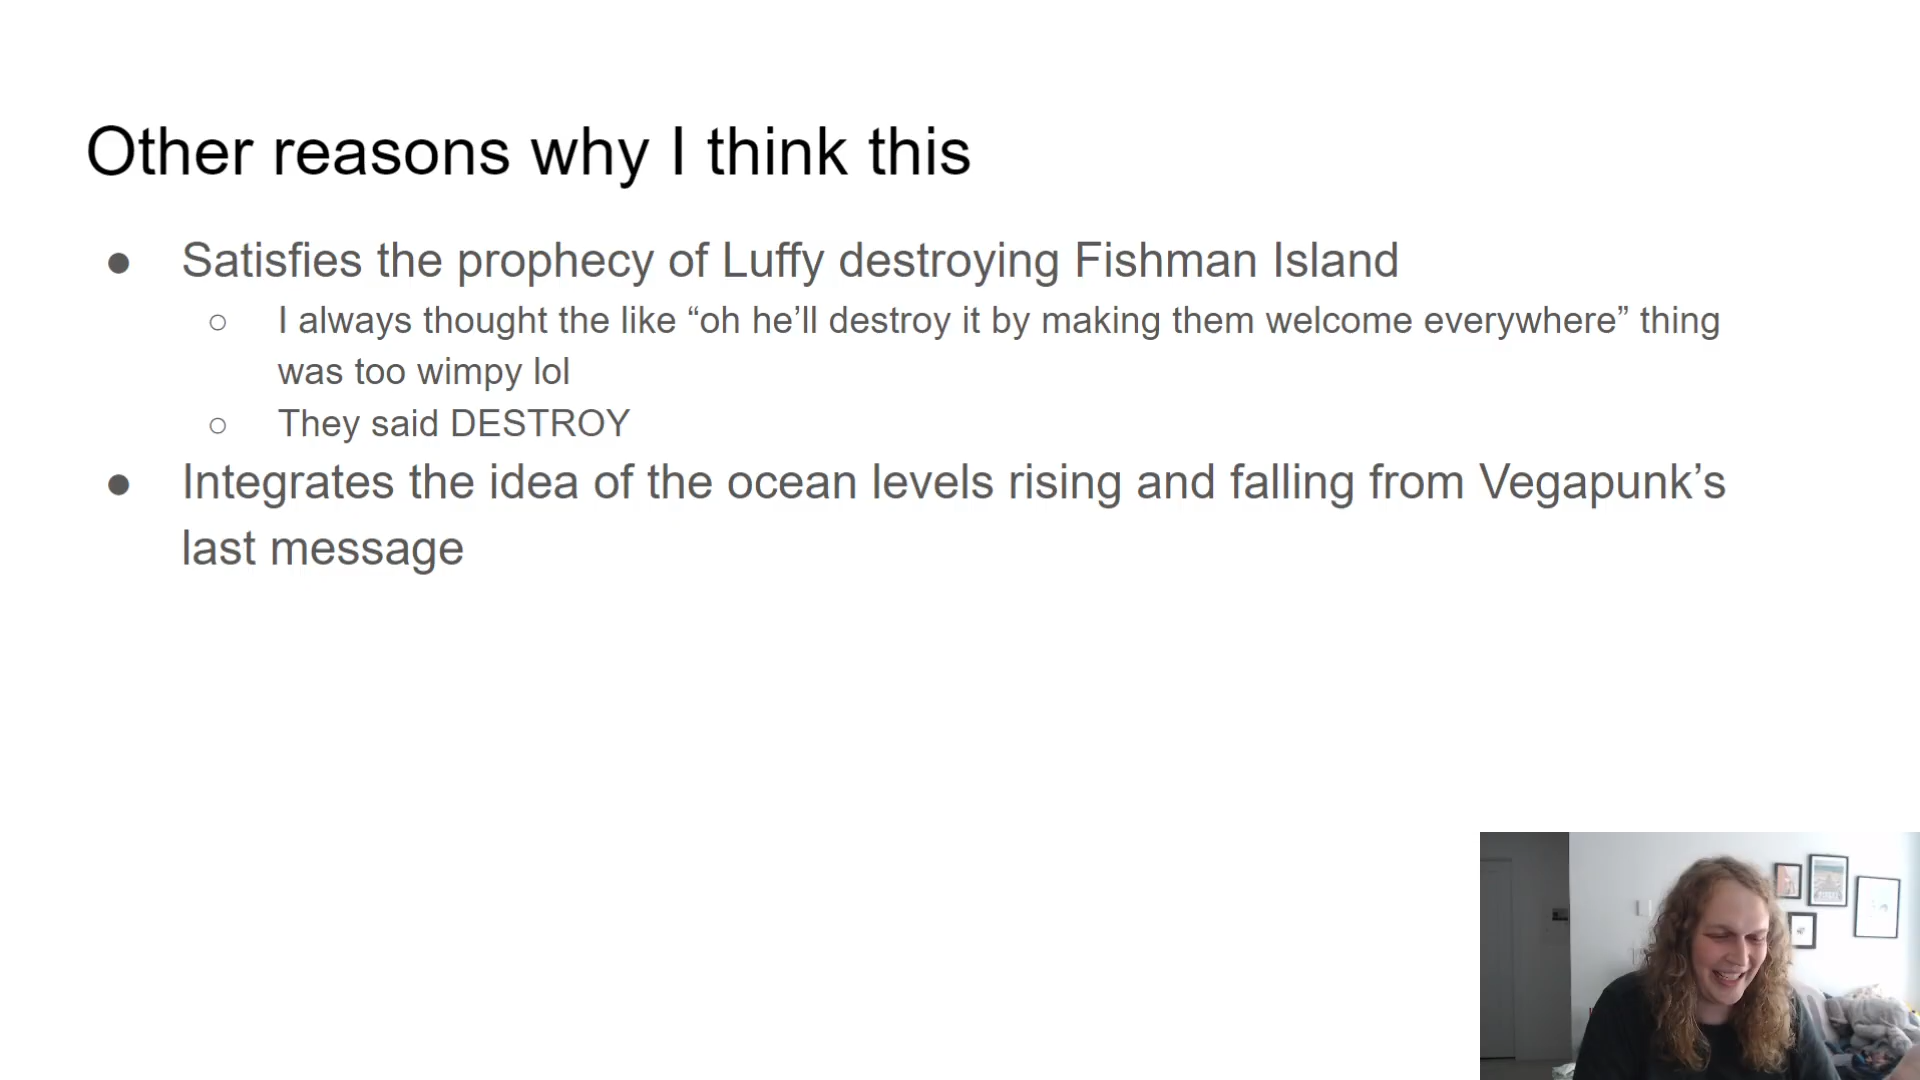 Other reasons why I think this
● Satisfies the prophecy of Luffy destroying Fishman Island
○ I always thought the like “oh he’ll destroy it by making them welcome everywhere” thing
was too wimpy lol
○ They said DESTROY
● Integrates the idea of the ocean levels rising and falling from Vegapunk’s
last message